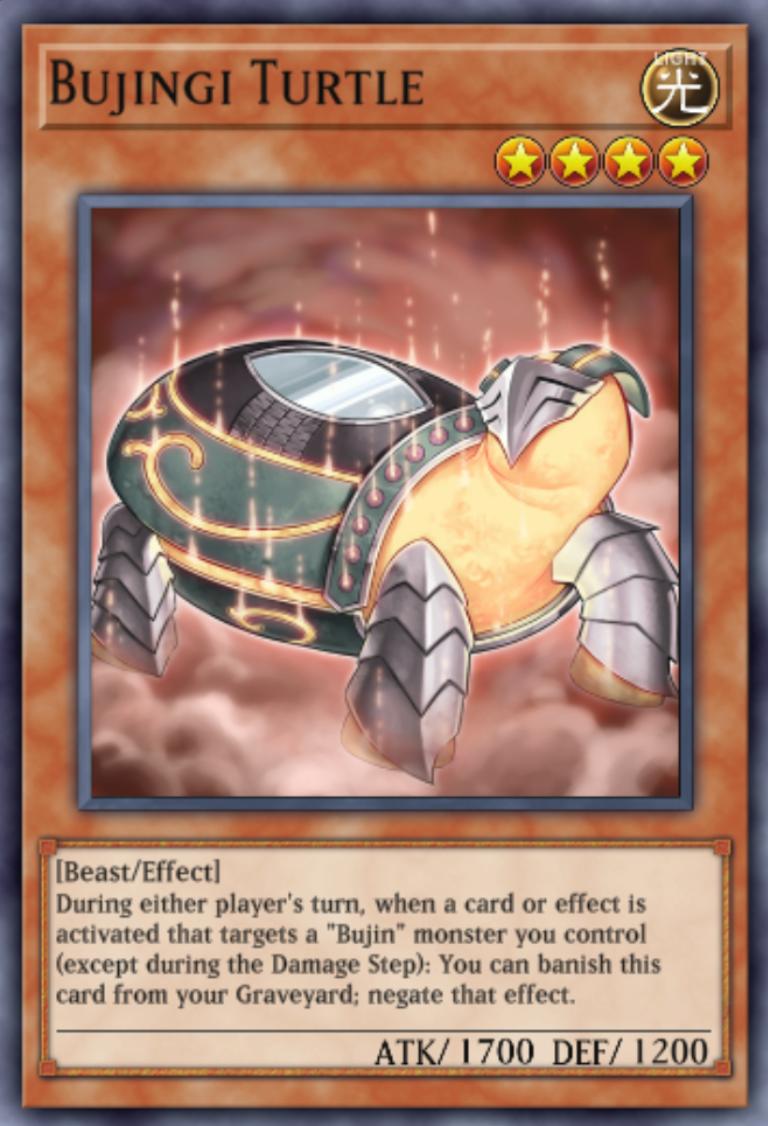 BUJINGI TURTLE
LIGHT
光
[Beast/Effect]
During either player's turn, when a card or effect is
activated that targets a "Bujin" monster you control
(except during the Damage Step): You can banish this
card from your Graveyard; negate that effect.
ATK/ 1700 DEF/ 1200